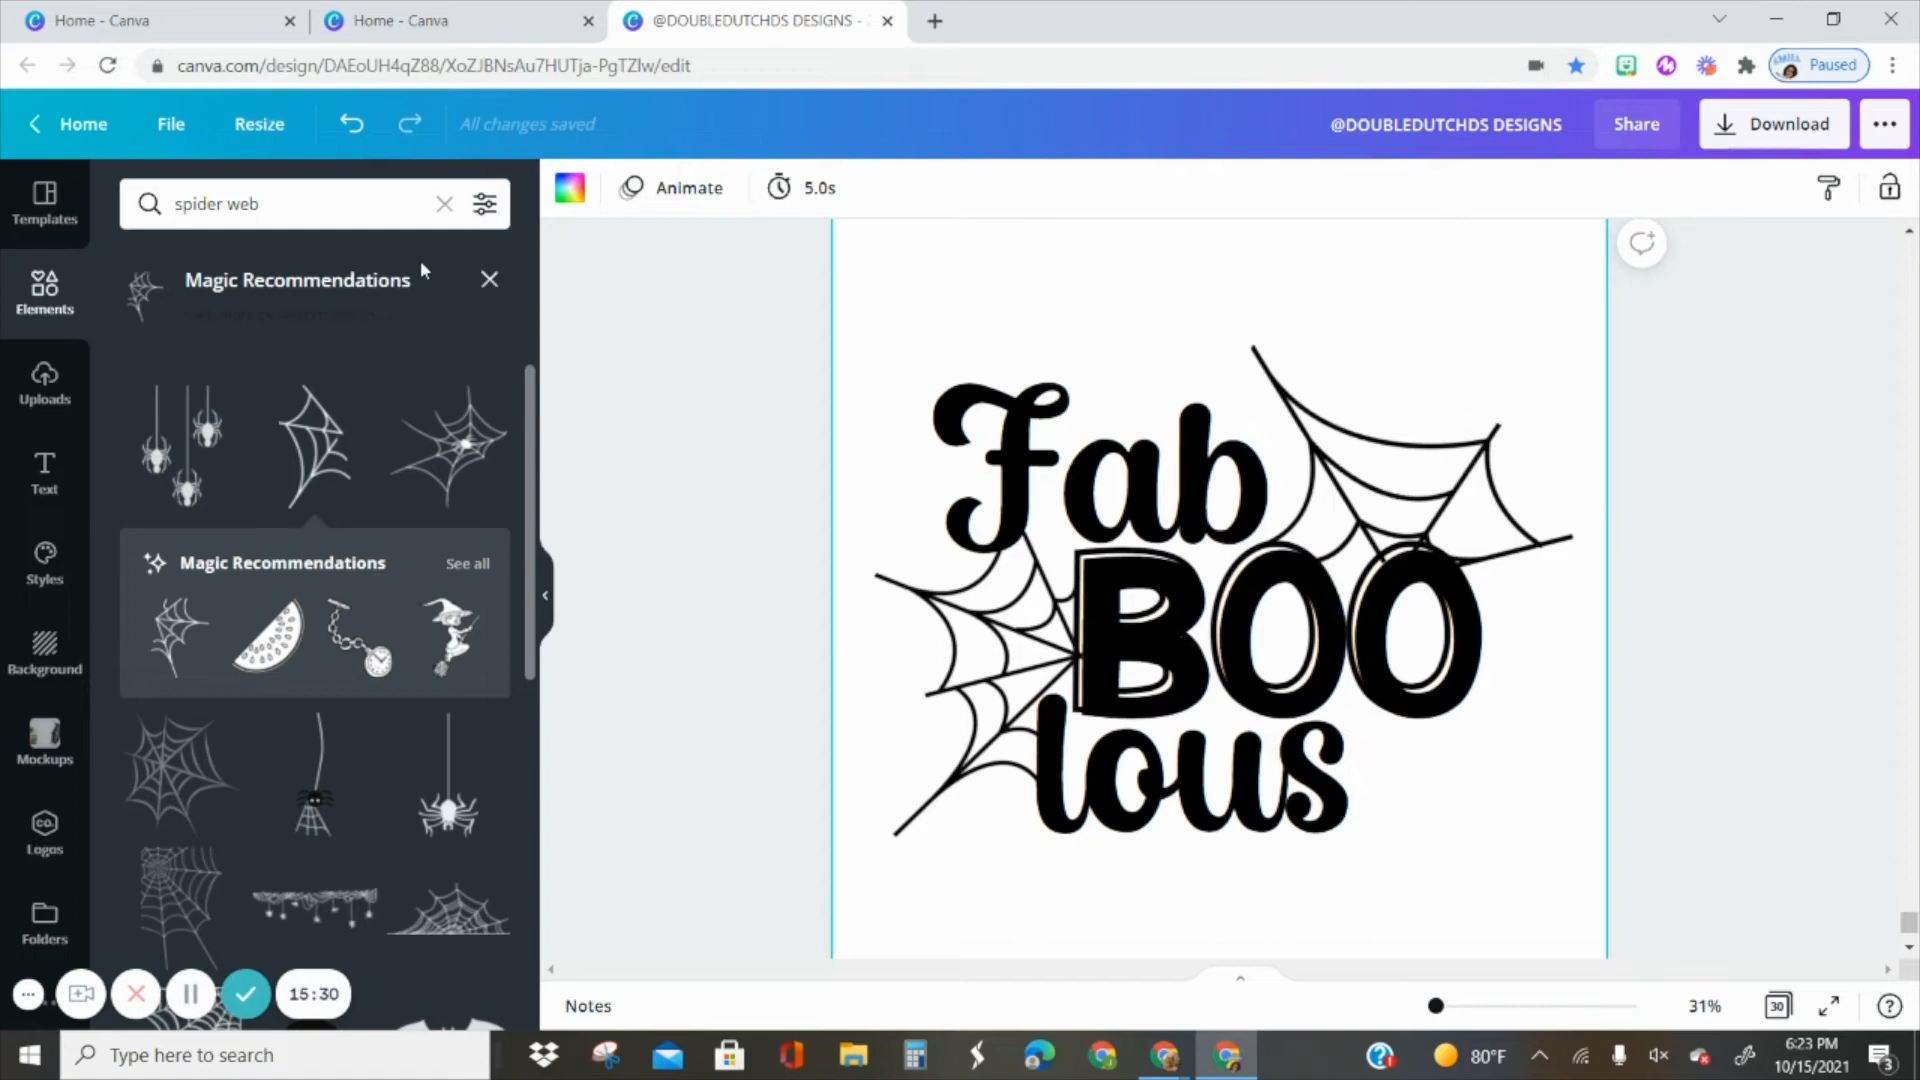 Home - Canva
Home - Canva
@DOUBLEDUTCHDS DESIGNS -
canva.com/design/DAEoUH4qZ88/XoZJBNsAu7HUTja-PgTZlw/edit
Paused
Home
File
Resize
All changes saved
@DOUBLEDUTCHDS DESIGNS
Share
Download
Templates
Elements
Uploads
Text
Styles
Background
Mockups
CO.
Logos
Folders
spider web
Magic Recommendations
Magic Recommendations
See all
Animate
5.0s
Fab
BOO
lous
15:30
Notes
31%
30
Type here to search
80°F
6:23 PM
10/15/2021
3